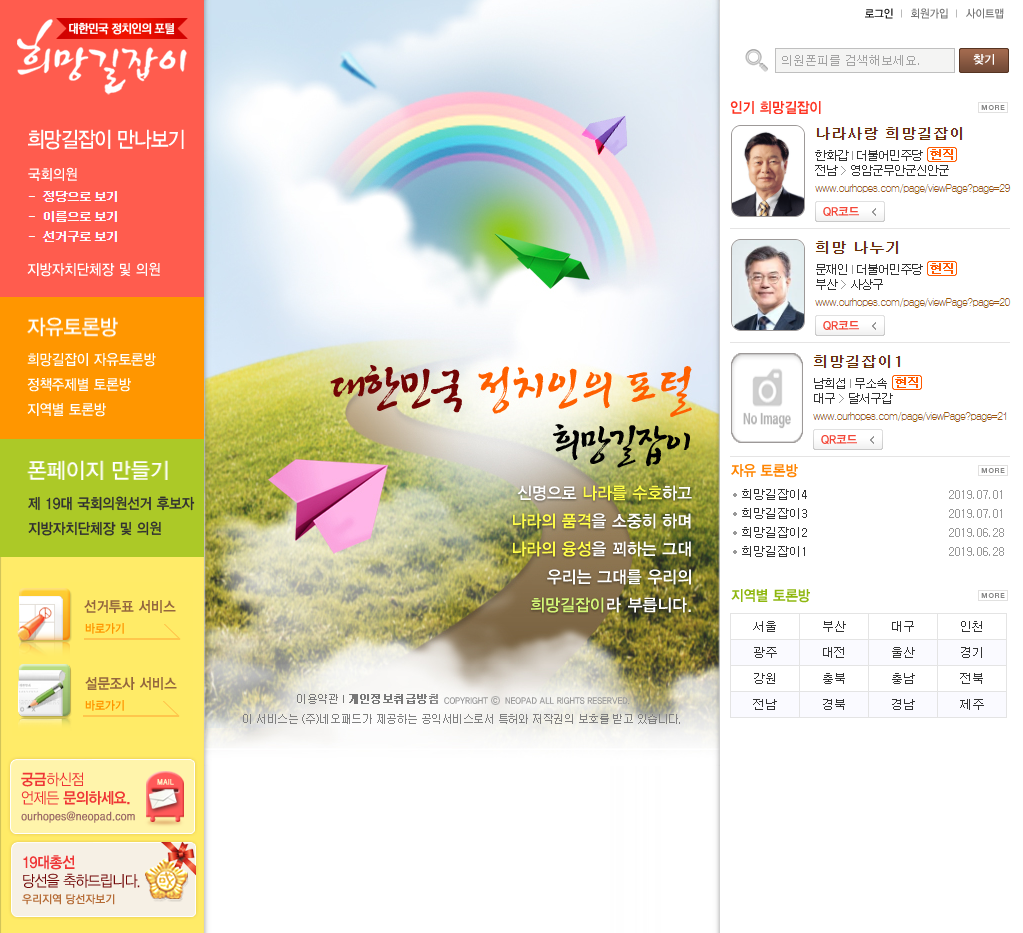 대한민국 정치인의 포털
희망길잡이
희망길잡이 만나보기
국회의원
- 정당으로 보기
- 이름으로 보기
- 선거구로 보기
지방자치단체장 및 의원
자유토론방
희망길잡이 자유토론방
정책주제별 토론방
지역별 토론방
폰페이지 만들기
제 19대 국회의원선거 후보자
지방자치단체장 및 의원
선거투표 서비스
바로가기
설문조사 서비스
바로가기
궁금하신점
언제든 문의하세요.
ourhopes@neopad.com
MAIL
19대총선
당선을 축하드립니다.
우리지역 당선자보기
대한민국 정치인의 포털
희망길잡이
신명으로 나라를 수호하고
나라의 품격을 소중히 하며
나라의 융성을 꾀하는 그대
우리는 그대를 우리의
희망길잡이라 부릅니다.
이용약관 | 개인정보취급방침 COPYRIGHT © NEOPAD ALL RIGHTS RESERVED.
이 서비스는 (주)네오패드가 제공하는 공익서비스로서 특허와 저작권의 보호를 받고 있습니다.
로그인 | 회원가입 | 사이트맵
의원폰피를 검색해보세요. 찾기
인기 희망길잡이 MORE
나라사랑 희망길잡이
한화갑 | 더불어민주당 현직
전남 > 영암군무안군신안군
www.ourhopes.com/page/viewPage?page=29
QR코드 <
희망 나누기
문재인 | 더불어민주당 현직
부산 > 사상구
www.ourhopes.com/page/viewPage?page=20
QR코드 <
희망길잡이1
남희섭 | 무소속 현직
대구 > 달서구갑
www.ourhopes.com/page/viewPage?page=21
No Image
QR코드 <
자유 토론방 MORE
희망길잡이4 2019.07.01
희망길잡이3 2019.07.01
희망길잡이2 2019.06.28
희망길잡이1 2019.06.28
지역별 토론방 MORE
서울 부산 대구 인천
광주 대전 울산 경기
강원 충북 충남 전북
전남 경북 경남 제주